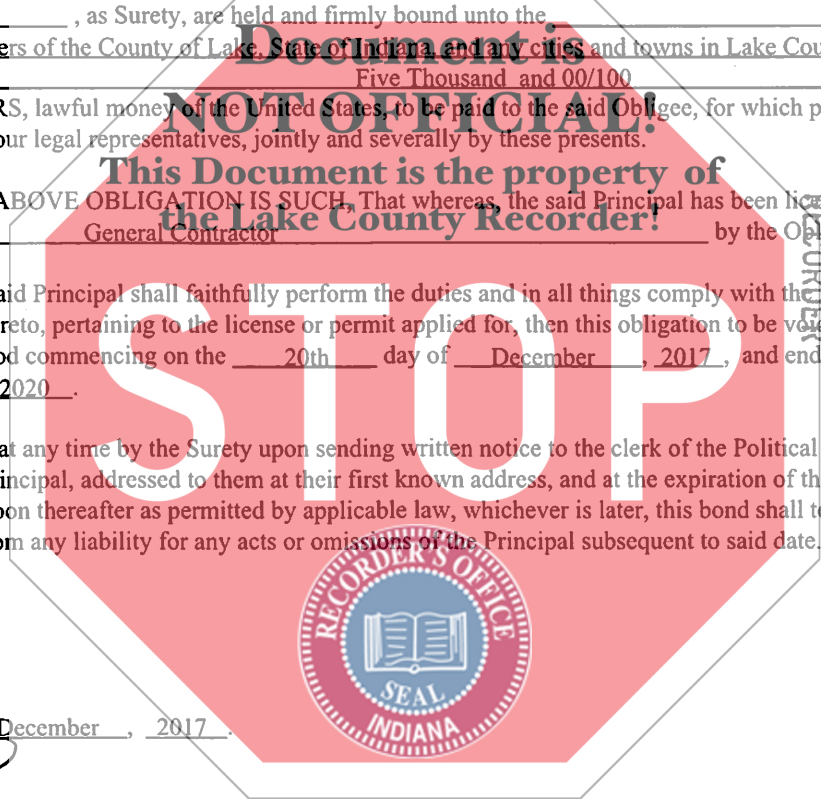 , as Surety, are held and firmly bound unto the
Document is
ers of the County of Lake, State of Indiana and any cities and towns in Lake Cou
Five Thousand and 00/100
NOT OFFICIAL!
RS, lawful money of the United States, to be paid to the said Obligee, for which p
our legal representatives, jointly and severally by these presents.
This Document is the property of
ABOVE OBLIGATION IS SUCH, That whereas, the said Principal has been lice
the Lake County Recorder!
General Contractor by the Obl
RECORDER
aid Principal shall faithfully perform the duties and in all things comply with the
reto, pertaining to the license or permit applied for, then this obligation to be voi
od commencing on the 20th day of December , 2017 , and end
2020 .
STOP
at any time by the Surety upon sending written notice to the clerk of the Political
incipal, addressed to them at their first known address, and at the expiration of th
on thereafter as permitted by applicable law, whichever is later, this bond shall te
om any liability for any acts or omissions of the Principal subsequent to said date.
RECORDER'S OFFICE
SEAL
INDIANA
December , 2017 .